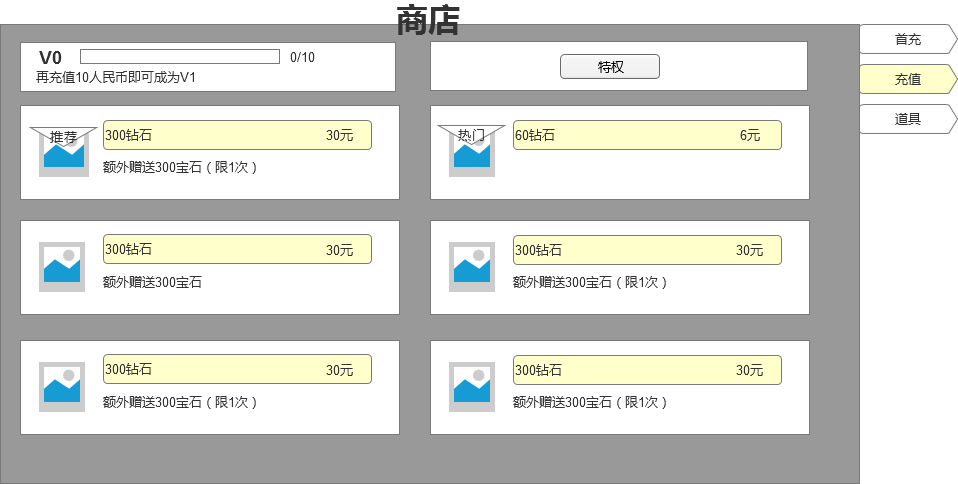 商店
V0
0/10
再充值10人民币即可成为V1
特权
首充
充值
道具
推荐
300钻石 30元
额外赠送300宝石（限1次）
热门
60钻石 6元
300钻石 30元
额外赠送300宝石
300钻石 30元
额外赠送300宝石（限1次）
300钻石 30元
额外赠送300宝石（限1次）
300钻石 30元
额外赠送300宝石（限1次）